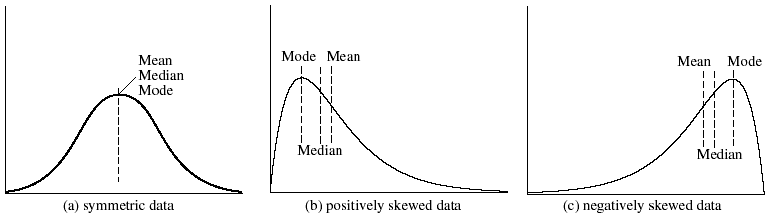 Mean
Median
Mode
(a) symmetric data
Mode Mean
Median
(b) positively skewed data
Mean Mode
Median
(c) negatively skewed data